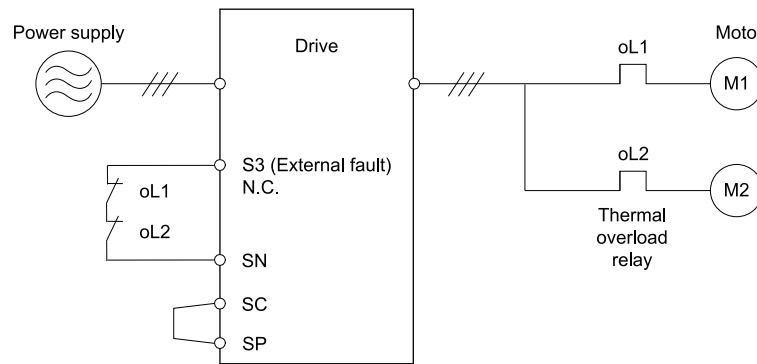 Power supply
Drive
oL1
Moto
M1
S3 (External fault)
N.C.
oL1
oL2
oL2
M2
Thermal
overload
relay
SN
SC
SP